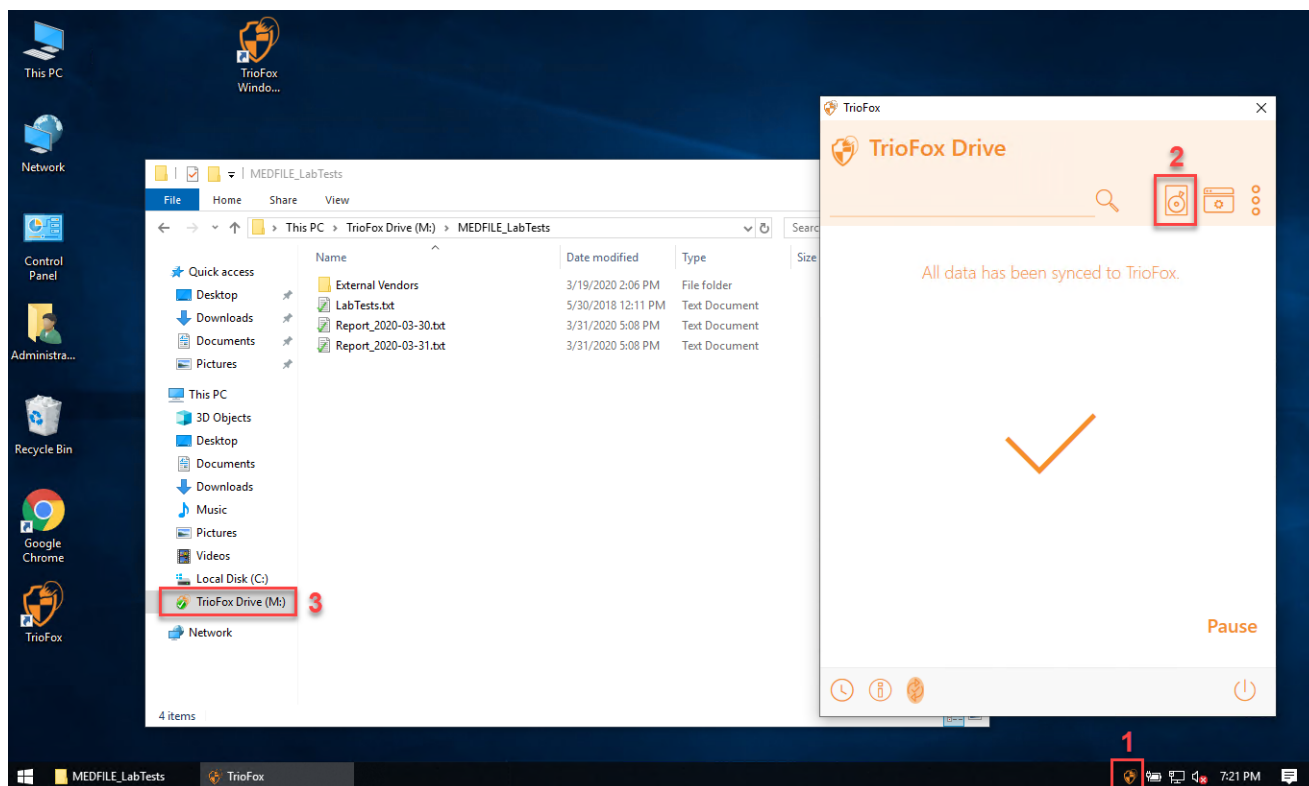 This PC
TrioFox
Windo...
Network
Control
Panel
Administra...
Recycle Bin
Google
Chrome
TrioFox
MEDFILE_LabTests
File Home Share View
This PC > TrioFox Drive (M:) > MEDFILE_LabTests
Searc
Name Date modified Type Size
Quick access
Desktop
Downloads
Documents
Pictures
This PC
3D Objects
Desktop
Documents
Downloads
Music
Pictures
Videos
Local Disk (C:)
TrioFox Drive (M:) 3
Network
External Vendors 3/19/2020 2:06 PM File folder
LabTests.txt 5/30/2018 12:11 PM Text Document
Report_2020-03-30.txt 3/31/2020 5:08 PM Text Document
Report_2020-03-31.txt 3/31/2020 5:08 PM Text Document
4 items
TrioFox
TrioFox Drive
2
All data has been synced to TrioFox.
Pause
1
MEDFILE_LabTests TrioFox 7:21 PM